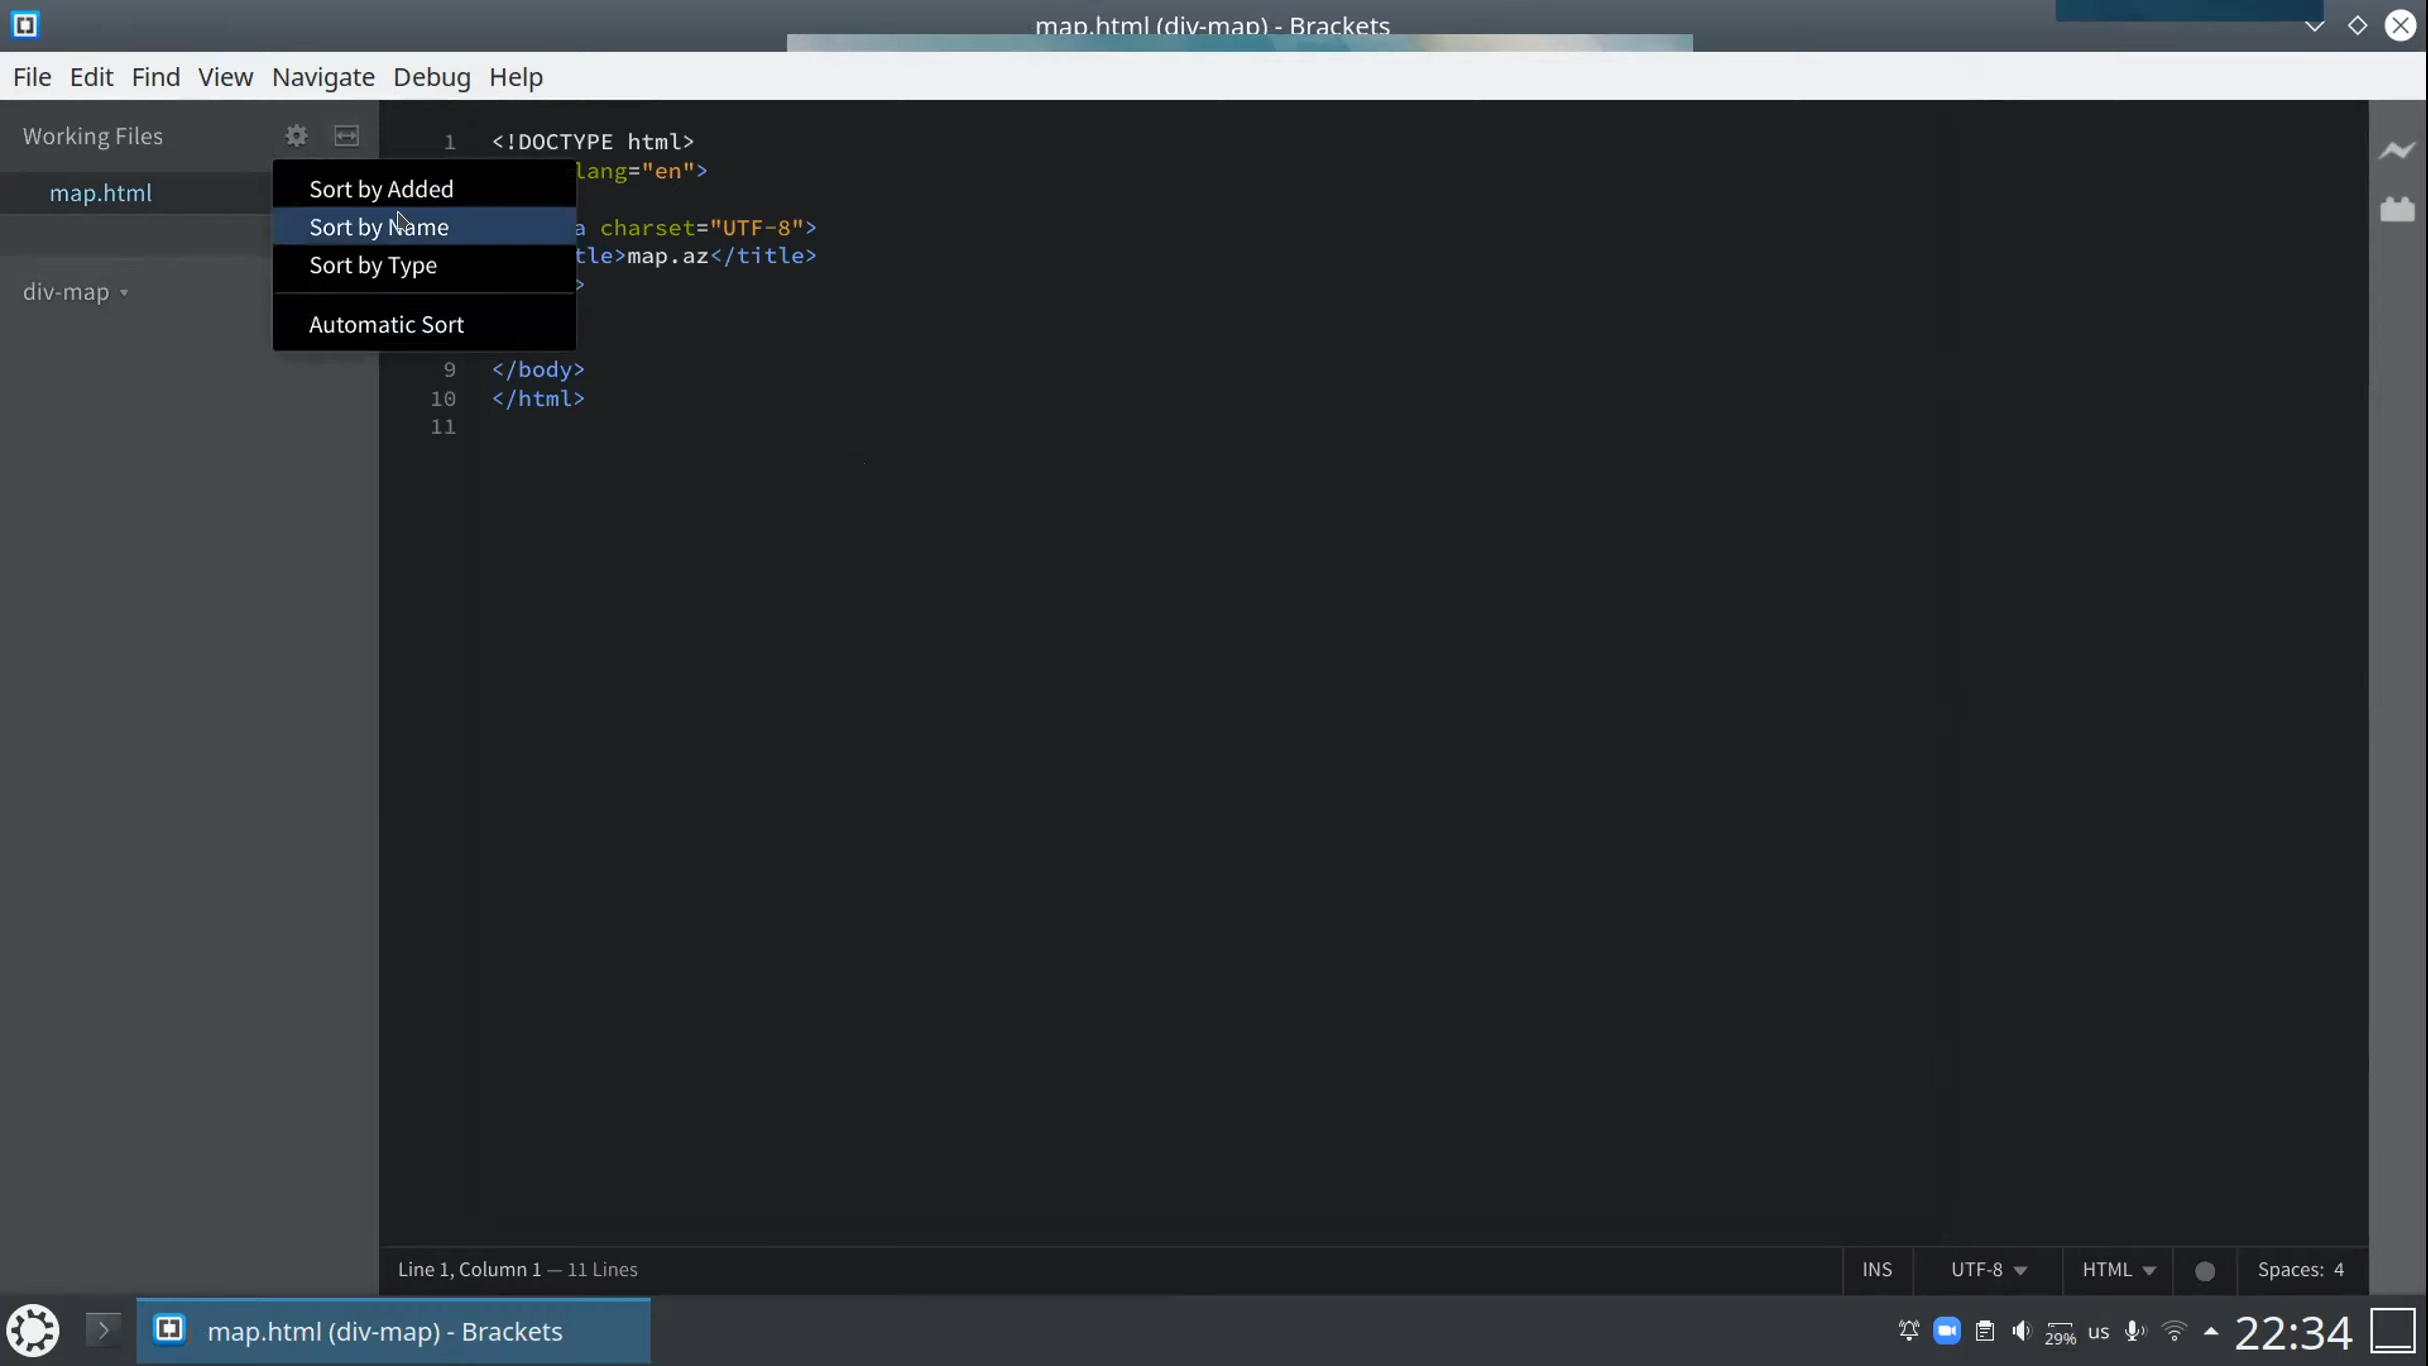 map.html (div-map) - Brackets
File Edit Find View Navigate Debug Help
Working Files
map.html
div-map
Sort by Added
Sort by Name
Sort by Type
Automatic Sort
1 <!DOCTYPE html>
lang="en">
a charset="UTF-8">
tle>map.az</title>
>
9 </body>
10 </html>
11
Line 1, Column 1 — 11 Lines
INS UTF-8 HTML Spaces: 4
map.html (div-map) - Brackets
29% us 22:34